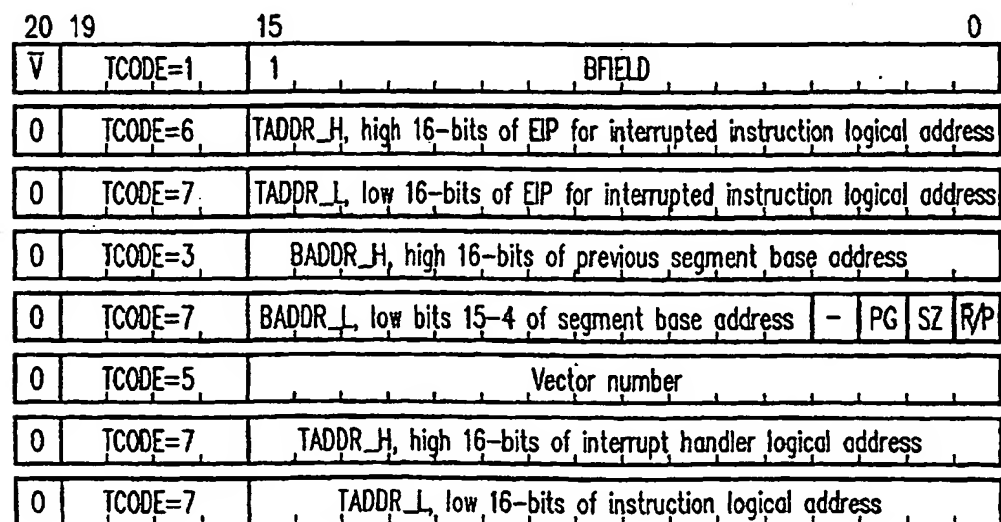 20 19 15 0
V̅ TCODE=1 1 BFIELD
0 TCODE=6 TADDR_H, high 16-bits of EIP for interrupted instruction logical address
0 TCODE=7 TADDR_L, low 16-bits of EIP for interrupted instruction logical address
0 TCODE=3 BADDR_H, high 16-bits of previous segment base address
0 TCODE=7 BADDR_L, low bits 15-4 of segment base address - PG SZ R̅/P
0 TCODE=5 Vector number
0 TCODE=7 TADDR_H, high 16-bits of interrupt handler logical address
0 TCODE=7 TADDR_L, low 16-bits of instruction logical address